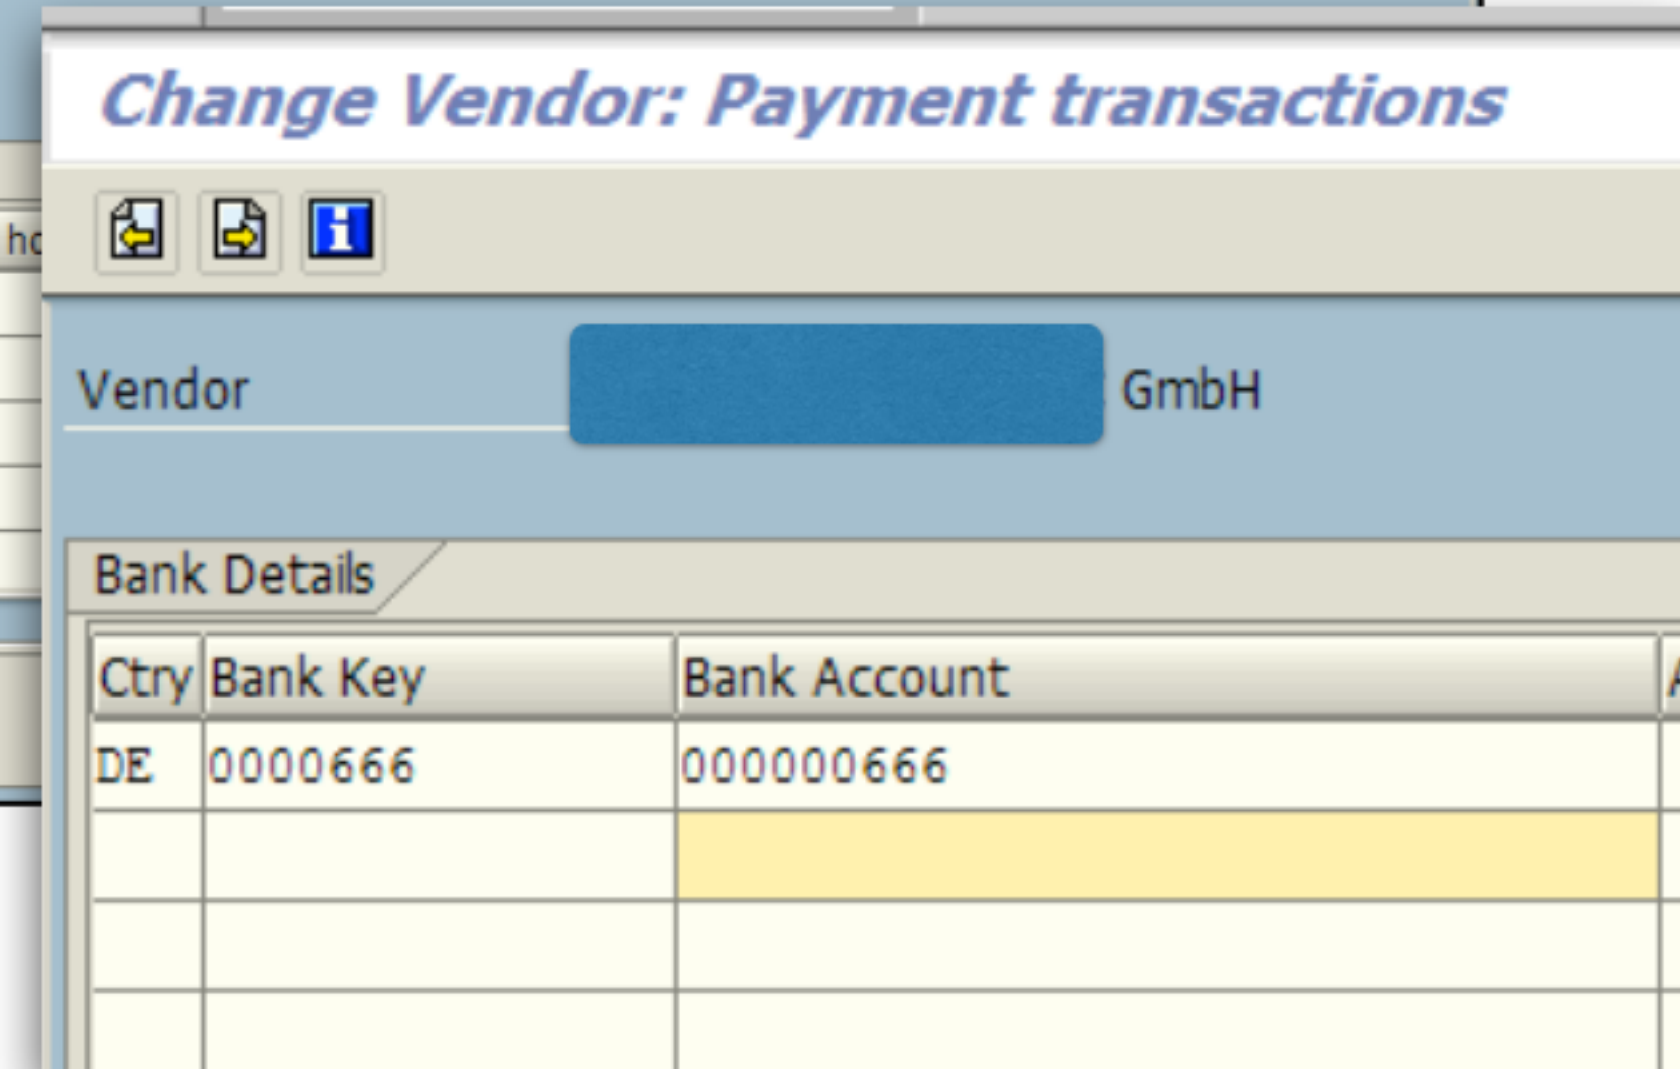 Change Vendor: Payment transactions
Vendor GmbH
Bank Details
Ctry Bank Key Bank Account
DE 0000666 000000666